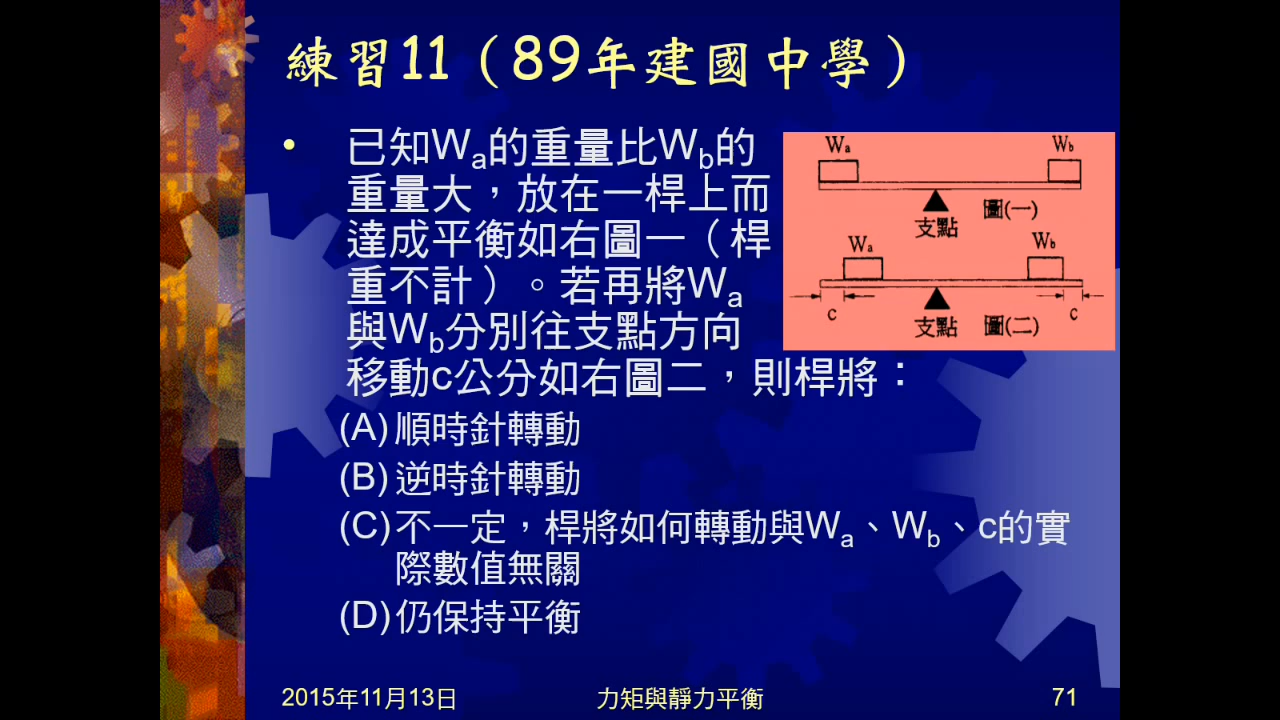 練習11（89年建國中學）
• 已知Wa的重量比Wb的
重量大，放在一桿上而
達成平衡如右圖一（桿
重不計）。若再將Wa
與Wb分別往支點方向
移動c公分如右圖二，則桿將：
(A)順時針轉動
(B)逆時針轉動
(C)不一定，桿將如何轉動與Wa、Wb、c的實
際數值無關
(D)仍保持平衡
Wa Wb
支點 圖(一)
Wa Wb
c 支點 圖(二) c
2015年11月13日 力矩與靜力平衡 71